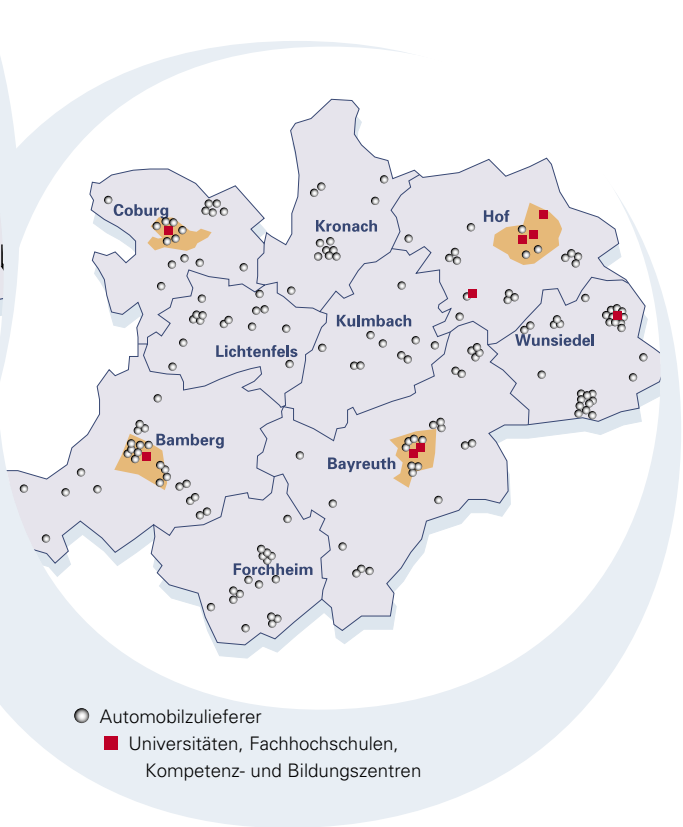 Coburg
Kronach
Hof
Kulmbach
Lichtenfels
Wunsiedel
Bamberg
Bayreuth
Forchheim
Automobilzulieferer
Universitäten, Fachhochschulen,
Kompetenz- und Bildungszentren